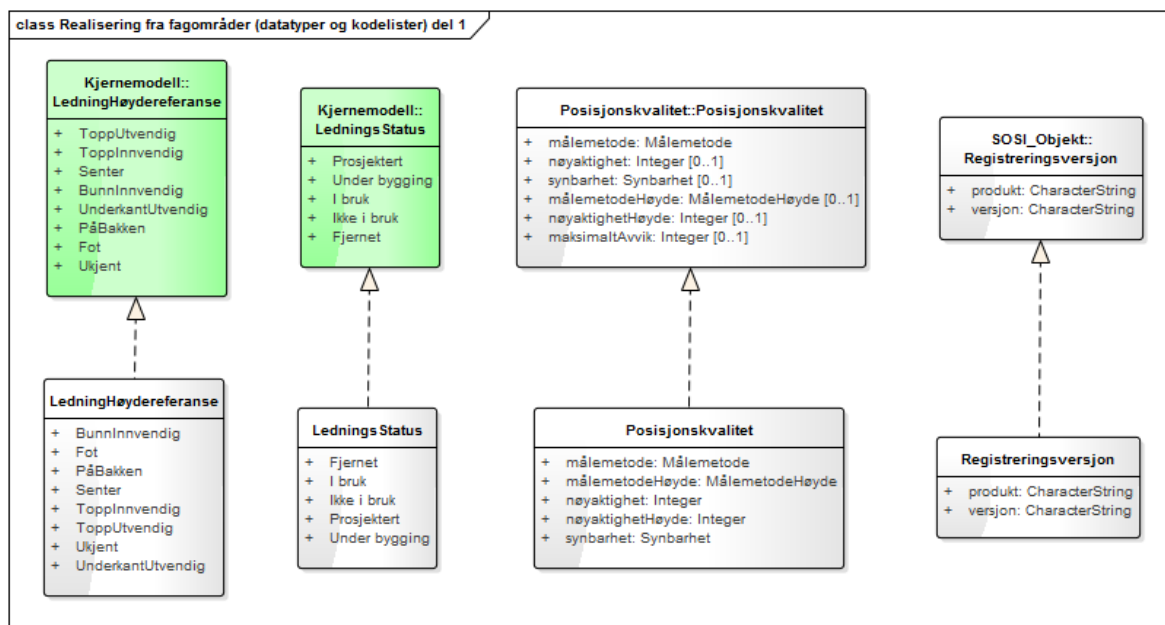 class Realisering fra fagområder (datatyper og kodelister) del 1
Kjernemodell::
LedningHøydereferanse
+ ToppUtvendig
+ ToppInnvendig
+ Senter
+ BunnInnvendig
+ UnderkantUtvendig
+ PåBakken
+ Fot
+ Ukjent
Kjernemodell::
LedningsStatus
+ Prosjektert
+ Under bygging
+ I bruk
+ Ikke i bruk
+ Fjernet
Posisjonskvalitet::Posisjonskvalitet
+ målemetode: Målemetode
+ nøyaktighet: Integer [0..1]
+ synbarhet: Synbarhet [0..1]
+ målemetodeHøyde: MålemetodeHøyde [0..1]
+ nøyaktighetHøyde: Integer [0..1]
+ maksimaltAvvik: Integer [0..1]
SOSI_Objekt::
Registreringsversjon
+ produkt: CharacterString
+ versjon: CharacterString
LedningHøydereferanse
+ BunnInnvendig
+ Fot
+ PåBakken
+ Senter
+ ToppInnvendig
+ ToppUtvendig
+ Ukjent
+ UnderkantUtvendig
LedningsStatus
+ Fjernet
+ I bruk
+ Ikke i bruk
+ Prosjektert
+ Under bygging
Posisjonskvalitet
+ målemetode: Målemetode
+ målemetodeHøyde: MålemetodeHøyde
+ nøyaktighet: Integer
+ nøyaktighetHøyde: Integer
+ synbarhet: Synbarhet
Registreringsversjon
+ produkt: CharacterString
+ versjon: CharacterString